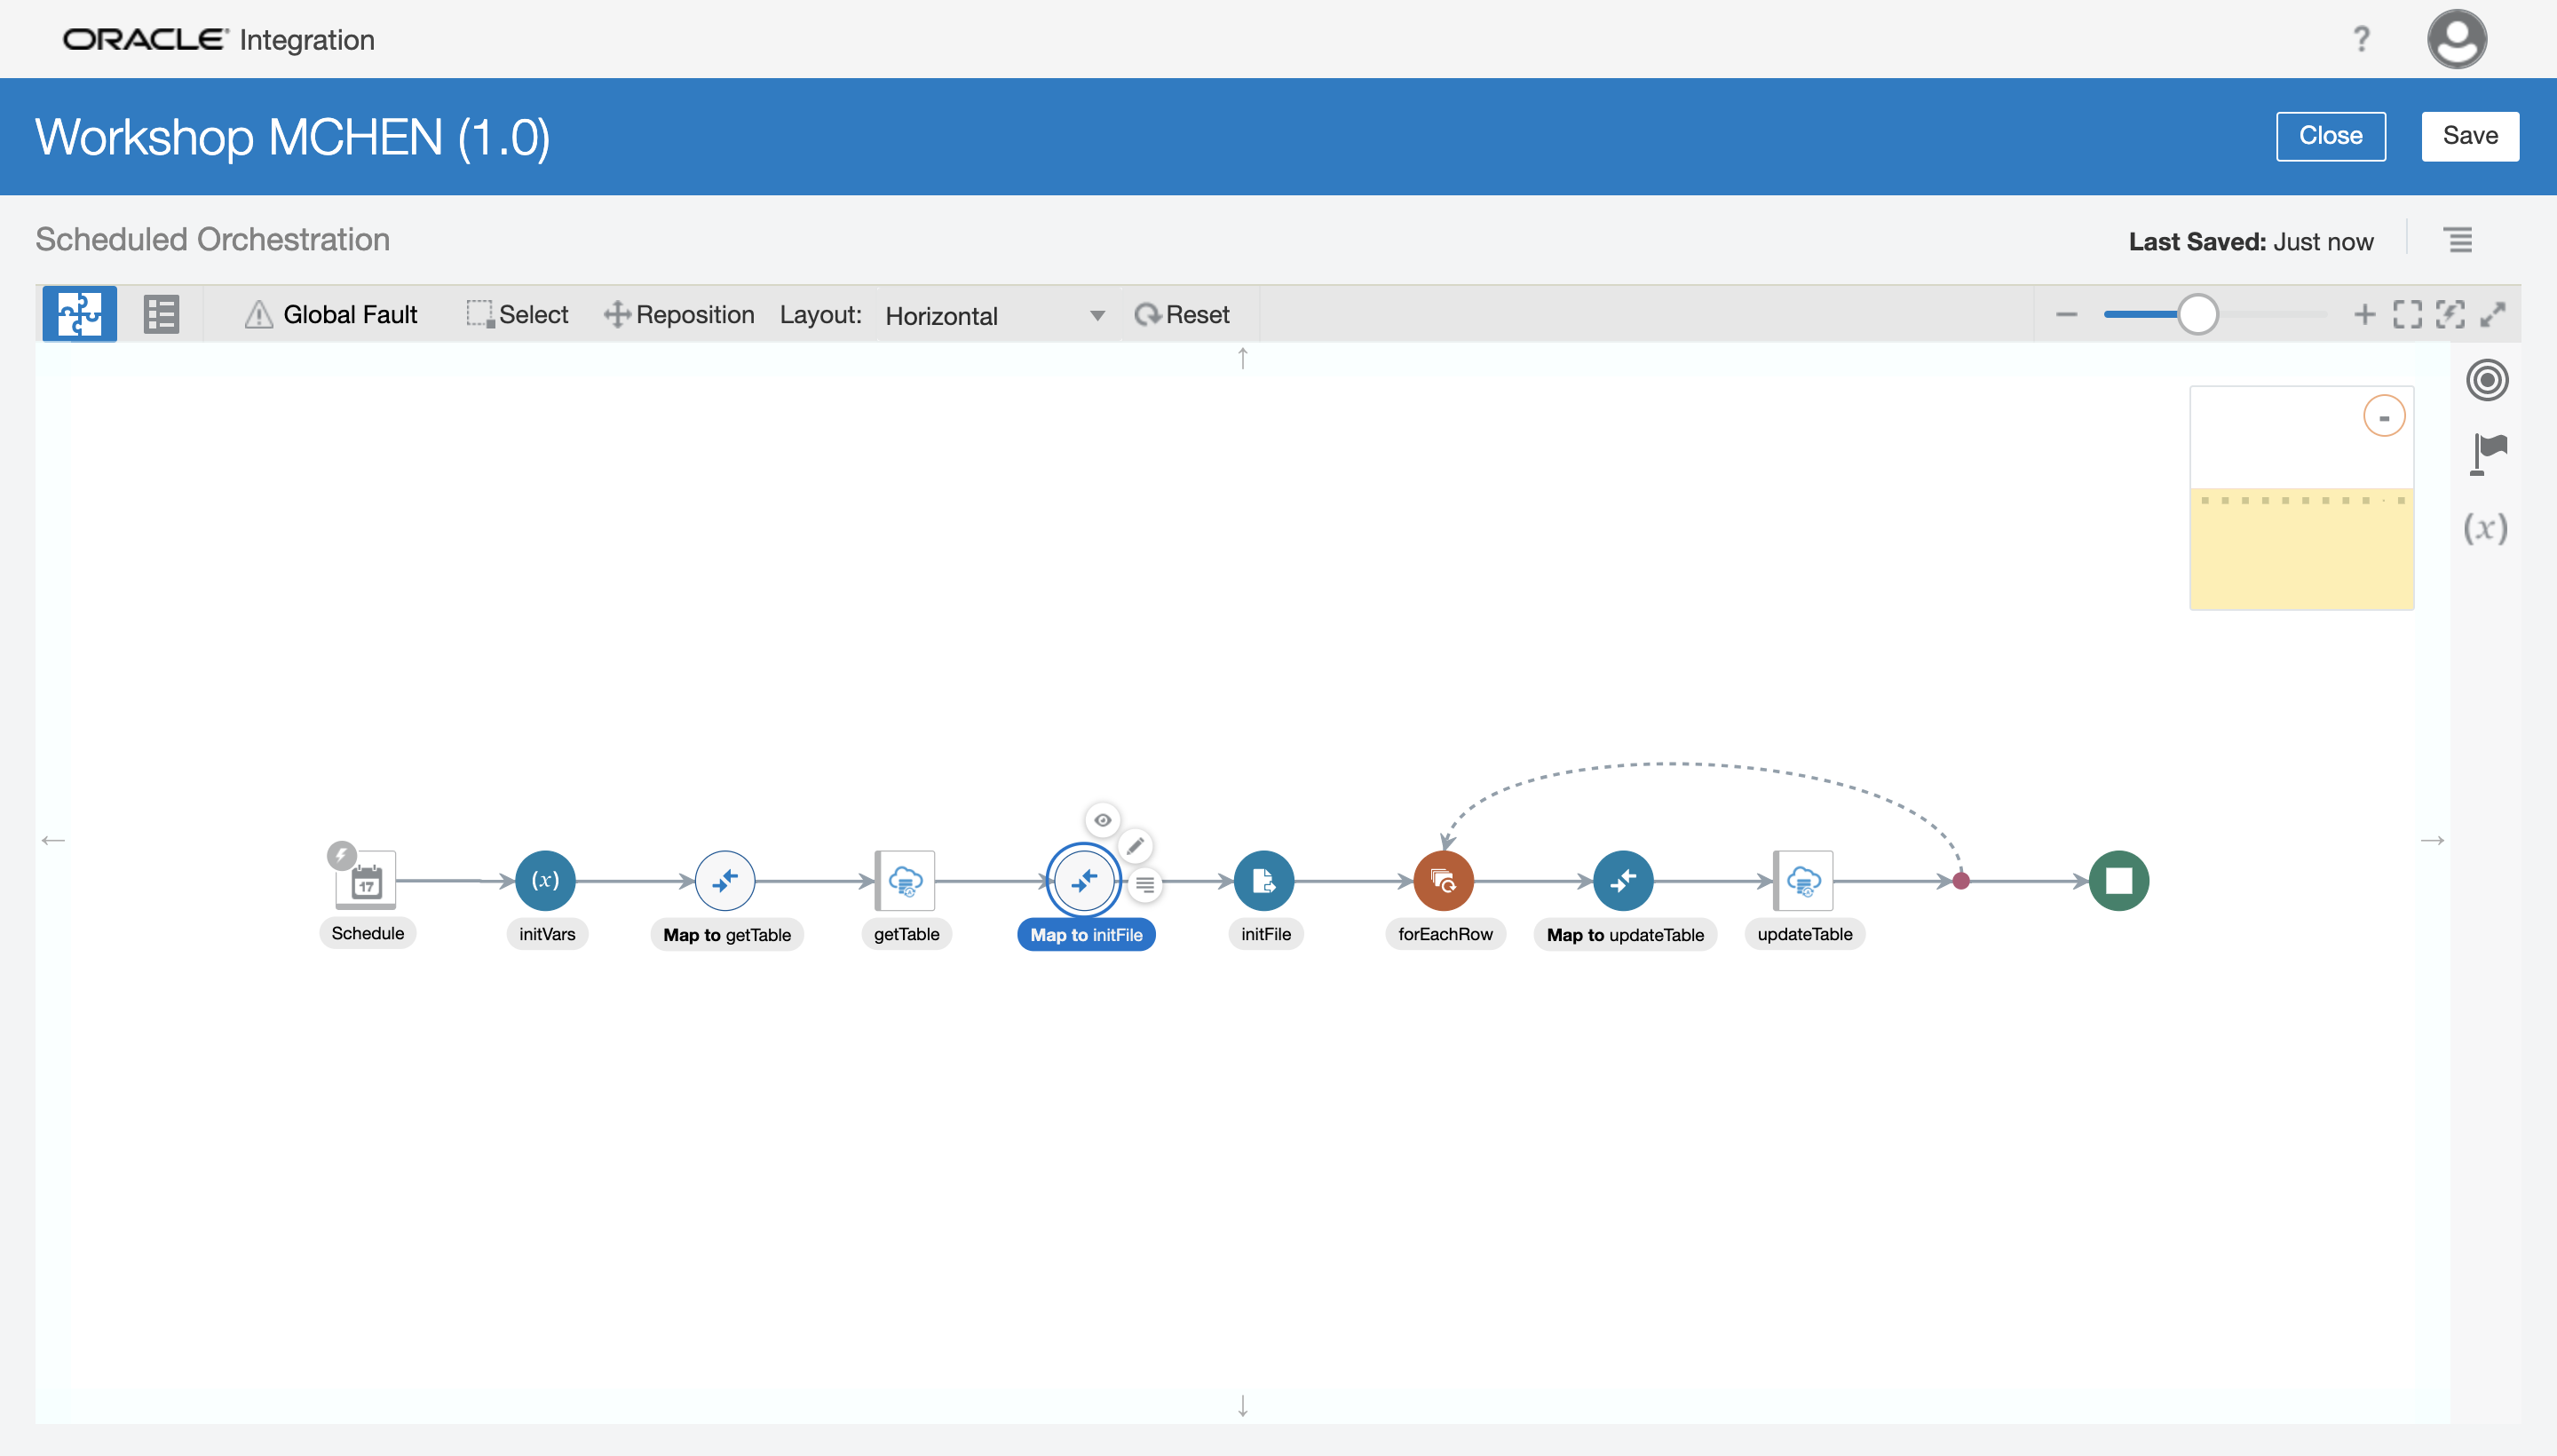 ORACLE® Integration
?
Workshop MCHEN (1.0)
Close
Save
Scheduled Orchestration
Last Saved: Just now
Global Fault
Select
Reposition
Layout:
Horizontal
Reset
(x)
17
(x)
Schedule
initVars
Map to getTable
getTable
Map to initFile
initFile
forEachRow
Map to updateTable
updateTable